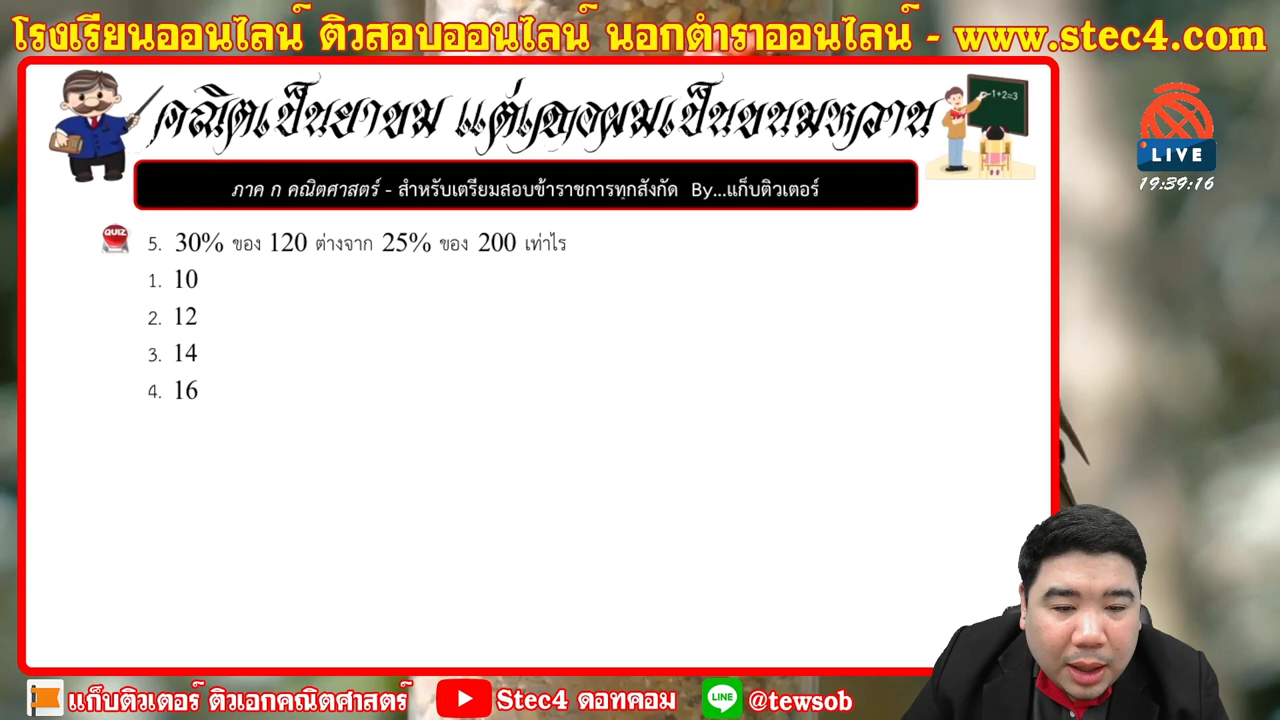 โรงเรียนออนไลน์ ติวสอบออนไลน์ นอกตำราออนไลน์ - www.stec4.com
คณิตเป็นยาขม แต่เธอผมเป็นขนมหวาน
-1+2=3
LIVE
19:39:16
ภาค ก คณิตศาสตร์ - สำหรับเตรียมสอบข้าราชการทุกสังกัด By...แก็บติวเตอร์
QUIZ
5. 30% ของ 120 ต่างจาก 25% ของ 200 เท่าไร
1. 10
2. 12
3. 14
4. 16
แก็บติวเตอร์ ติวเอกคณิตศาสตร์
Stec4 ดอทคอม
LINE
@tewsob